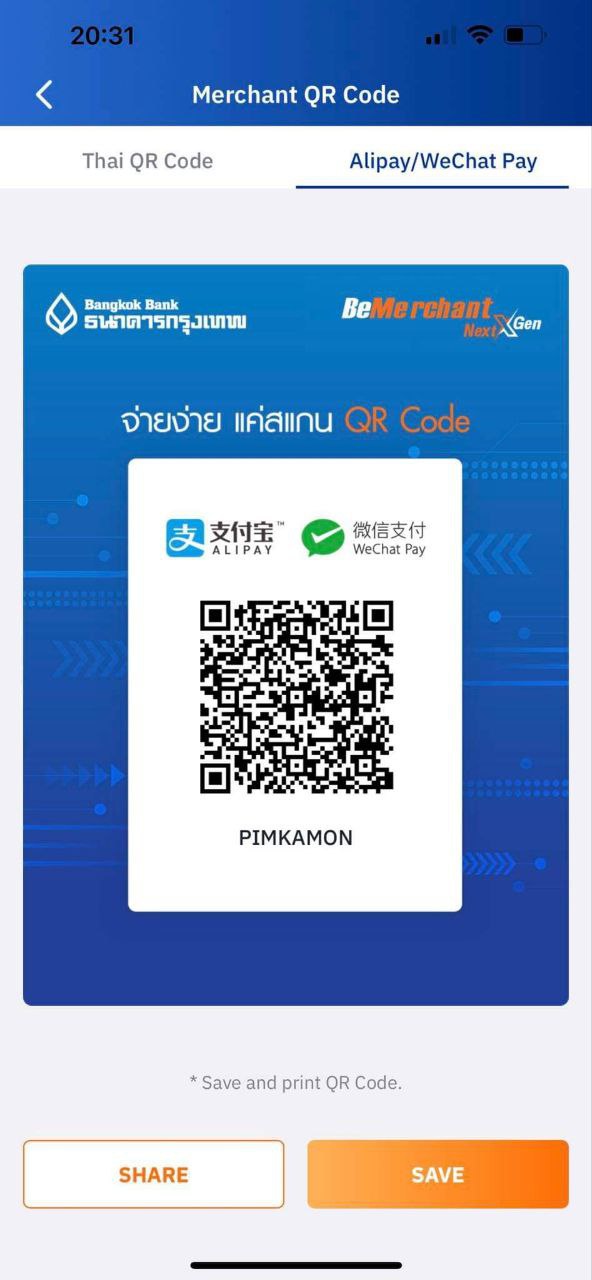 20:31
Merchant QR Code
Thai QR Code
Alipay/WeChat Pay
Bangkok Bank
ธนาคารกรุงเทพ
BeMerchant
NextXGen
จ่ายง่าย แค่สแกน QR Code
支付宝™
ALIPAY
微信支付
WeChat Pay
PIMKAMON
* Save and print QR Code.
SHARE
SAVE